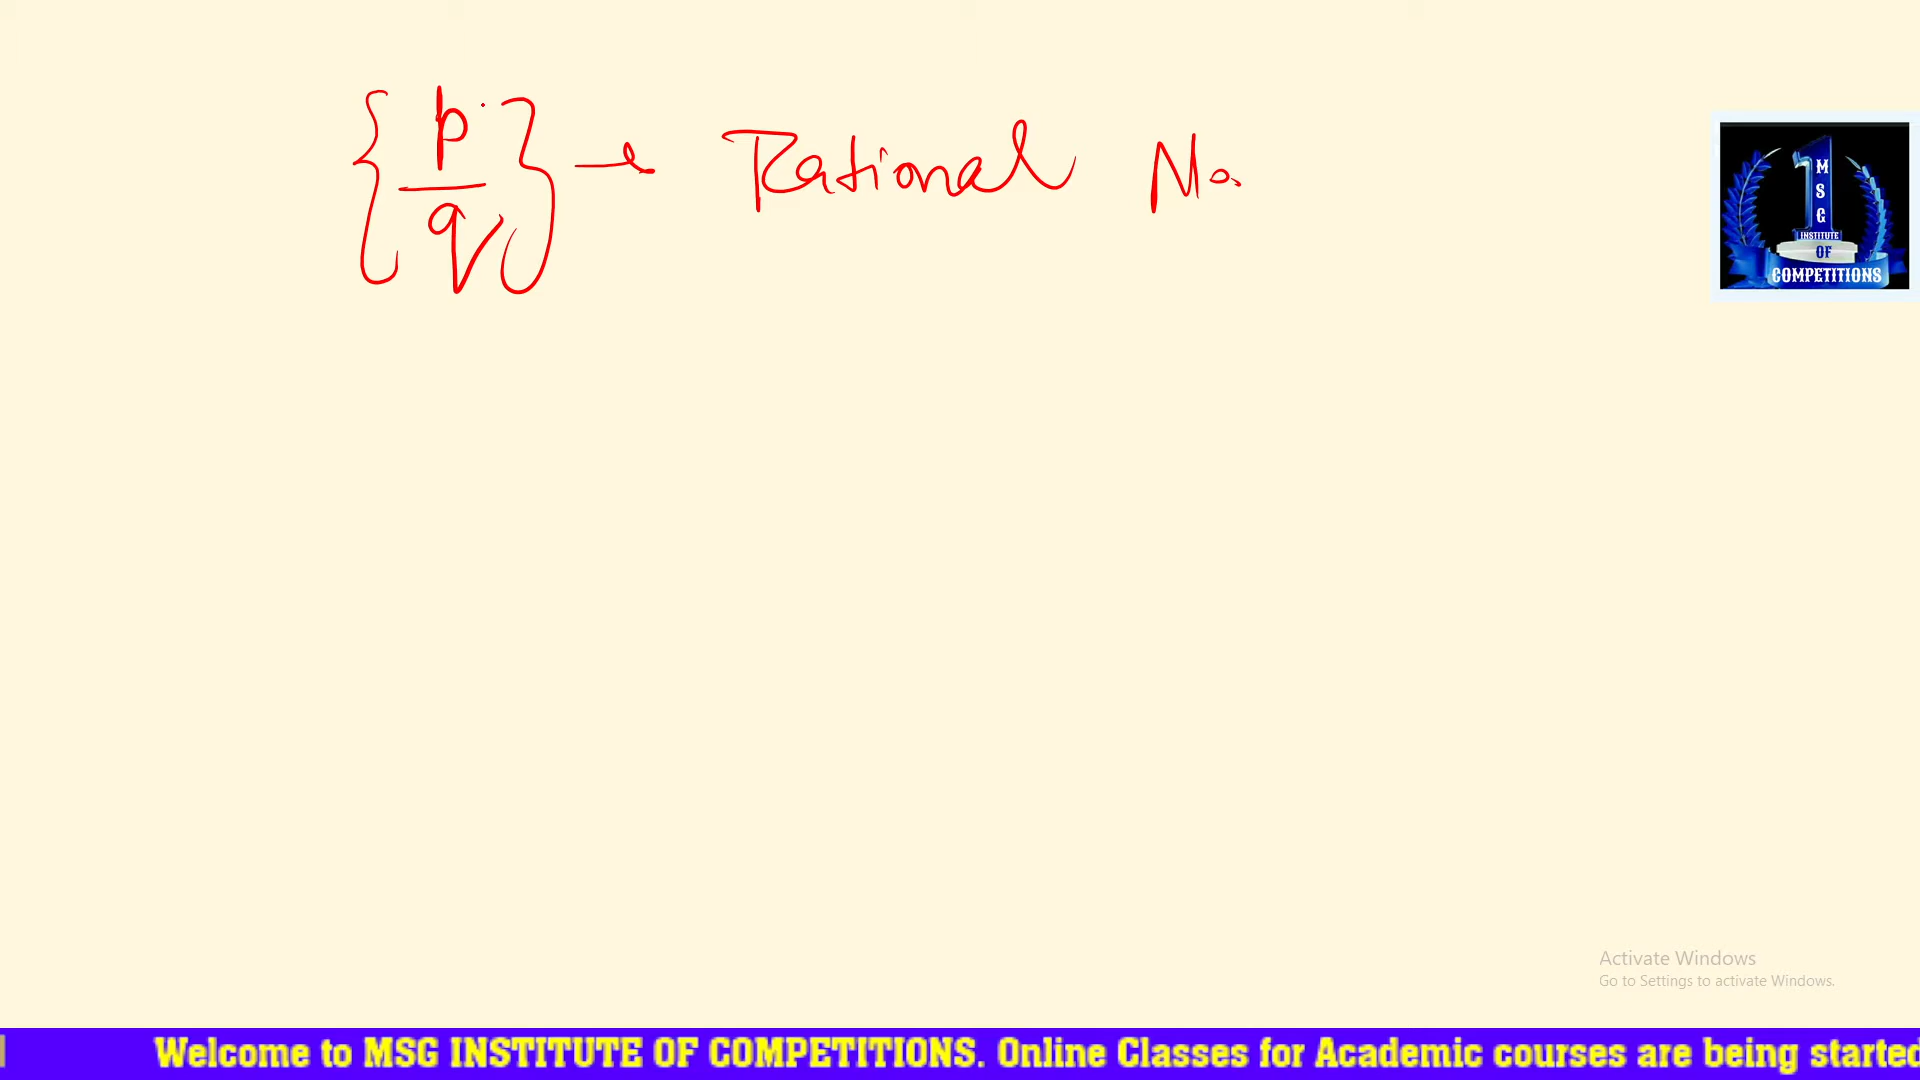 {p/q} → Rational No.
M
S
G
INSTITUTE
OF
COMPETITIONS
Activate Windows
Go to Settings to activate Windows.
Welcome to MSG INSTITUTE OF COMPETITIONS. Online Classes for Academic courses are being started